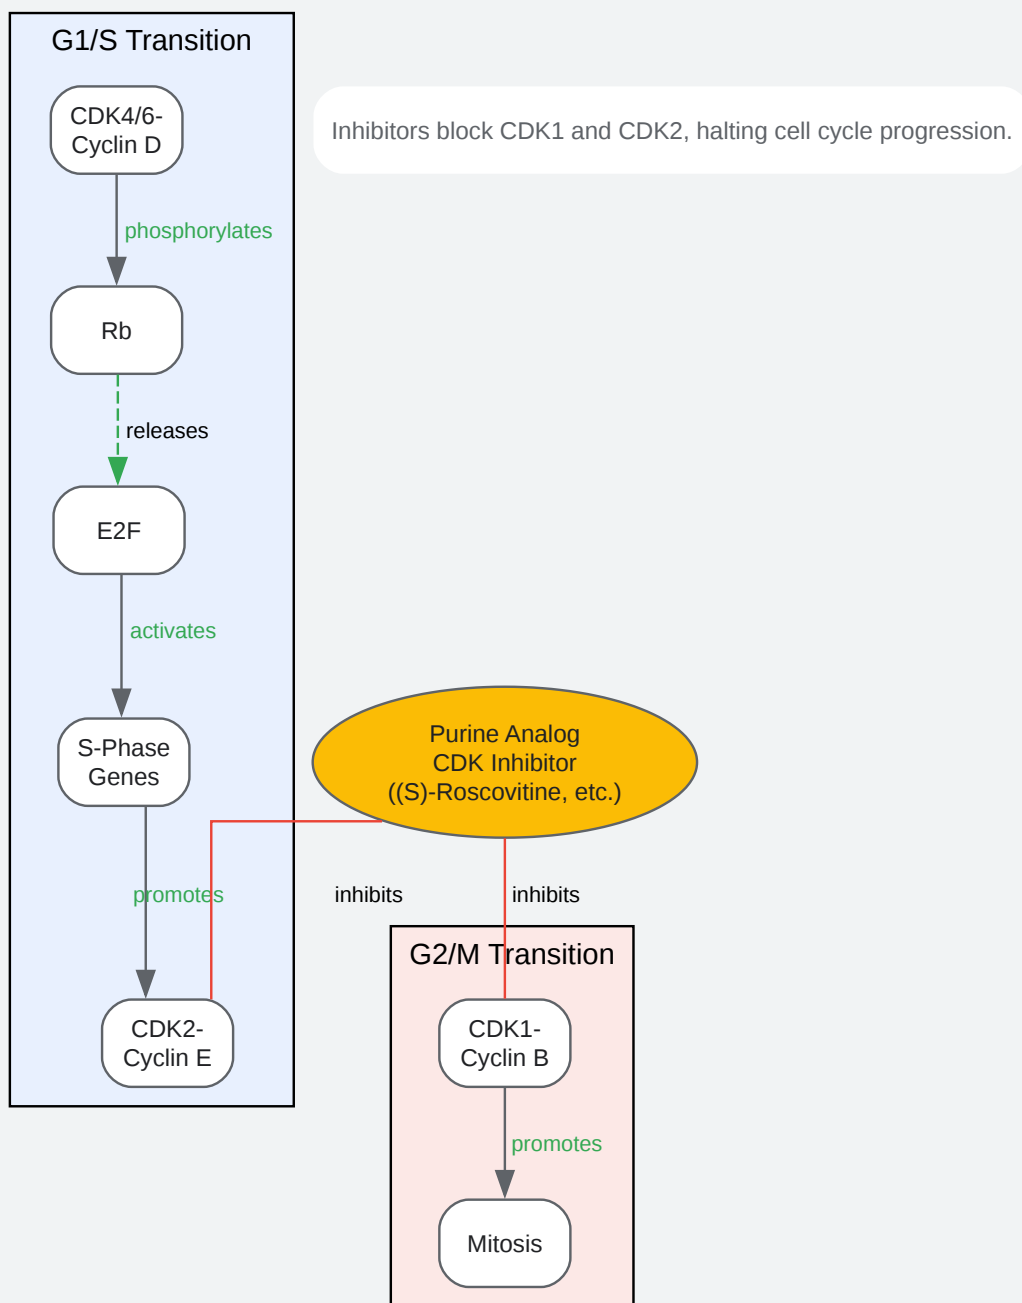 G1/S Transition
CDK4/6-
Cyclin D
Inhibitors block CDK1 and CDK2, halting cell cycle progression.
phosphorylates
Rb
releases
E2F
activates
S-Phase
Genes
Purine Analog
CDK Inhibitor
((S)-Roscovitine, etc.)
promotes
inhibits
inhibits
G2/M Transition
CDK2-
Cyclin E
CDK1-
Cyclin B
promotes
Mitosis